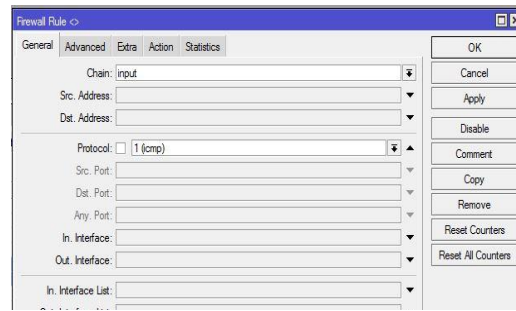 Firewall Rule <>
General Advanced Extra Action Statistics
Chain: input
Src. Address:
Dst. Address:
Protocol: 1 (icmp)
Src. Port:
Dst. Port:
Any. Port:
In. Interface:
Out. Interface:
In. Interface List:
OK
Cancel
Apply
Disable
Comment
Copy
Remove
Reset Counters
Reset All Counters